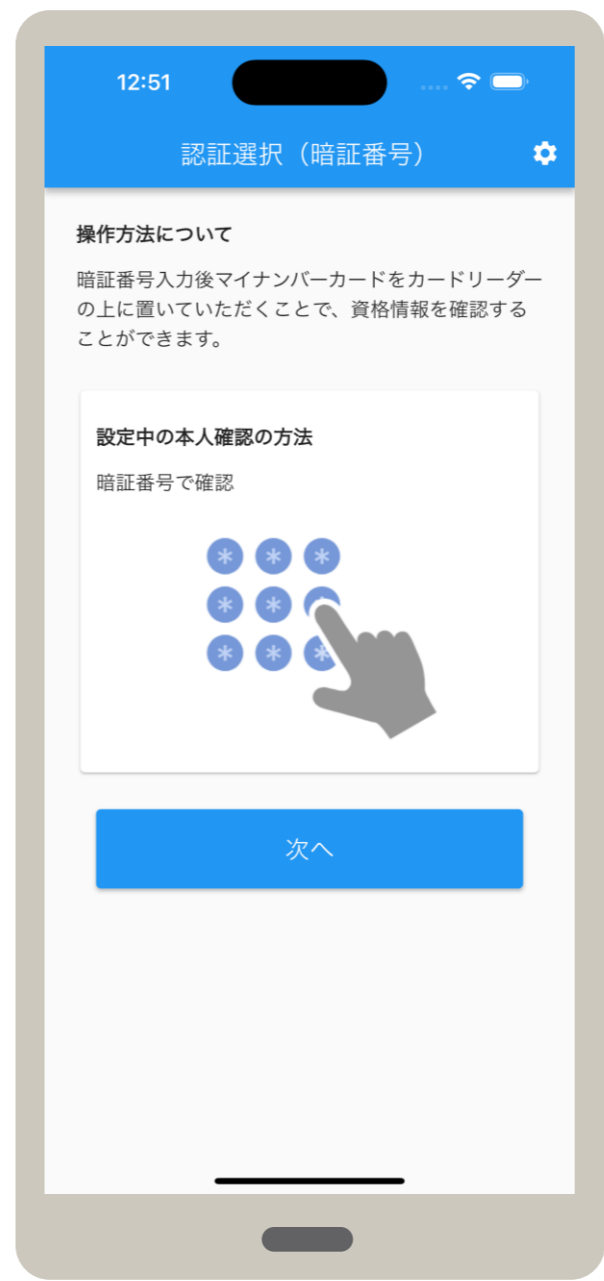 12:51
認証選択（暗証番号）
操作方法について
暗証番号入力後マイナンバーカードをカードリーダー
の上に置いていただくことで、資格情報を確認する
ことができます。
設定中の本人確認の方法
暗証番号で確認
* * *
* * *
* * *
次へ